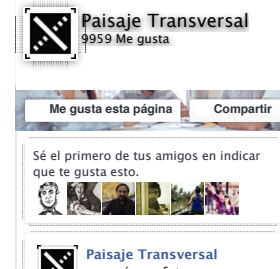 Paisaje Transversal
9959 Me gusta
Me gusta esta página
Compartir
Sé el primero de tus amigos en indicar
que te gusta esto.
Paisaje Transversal